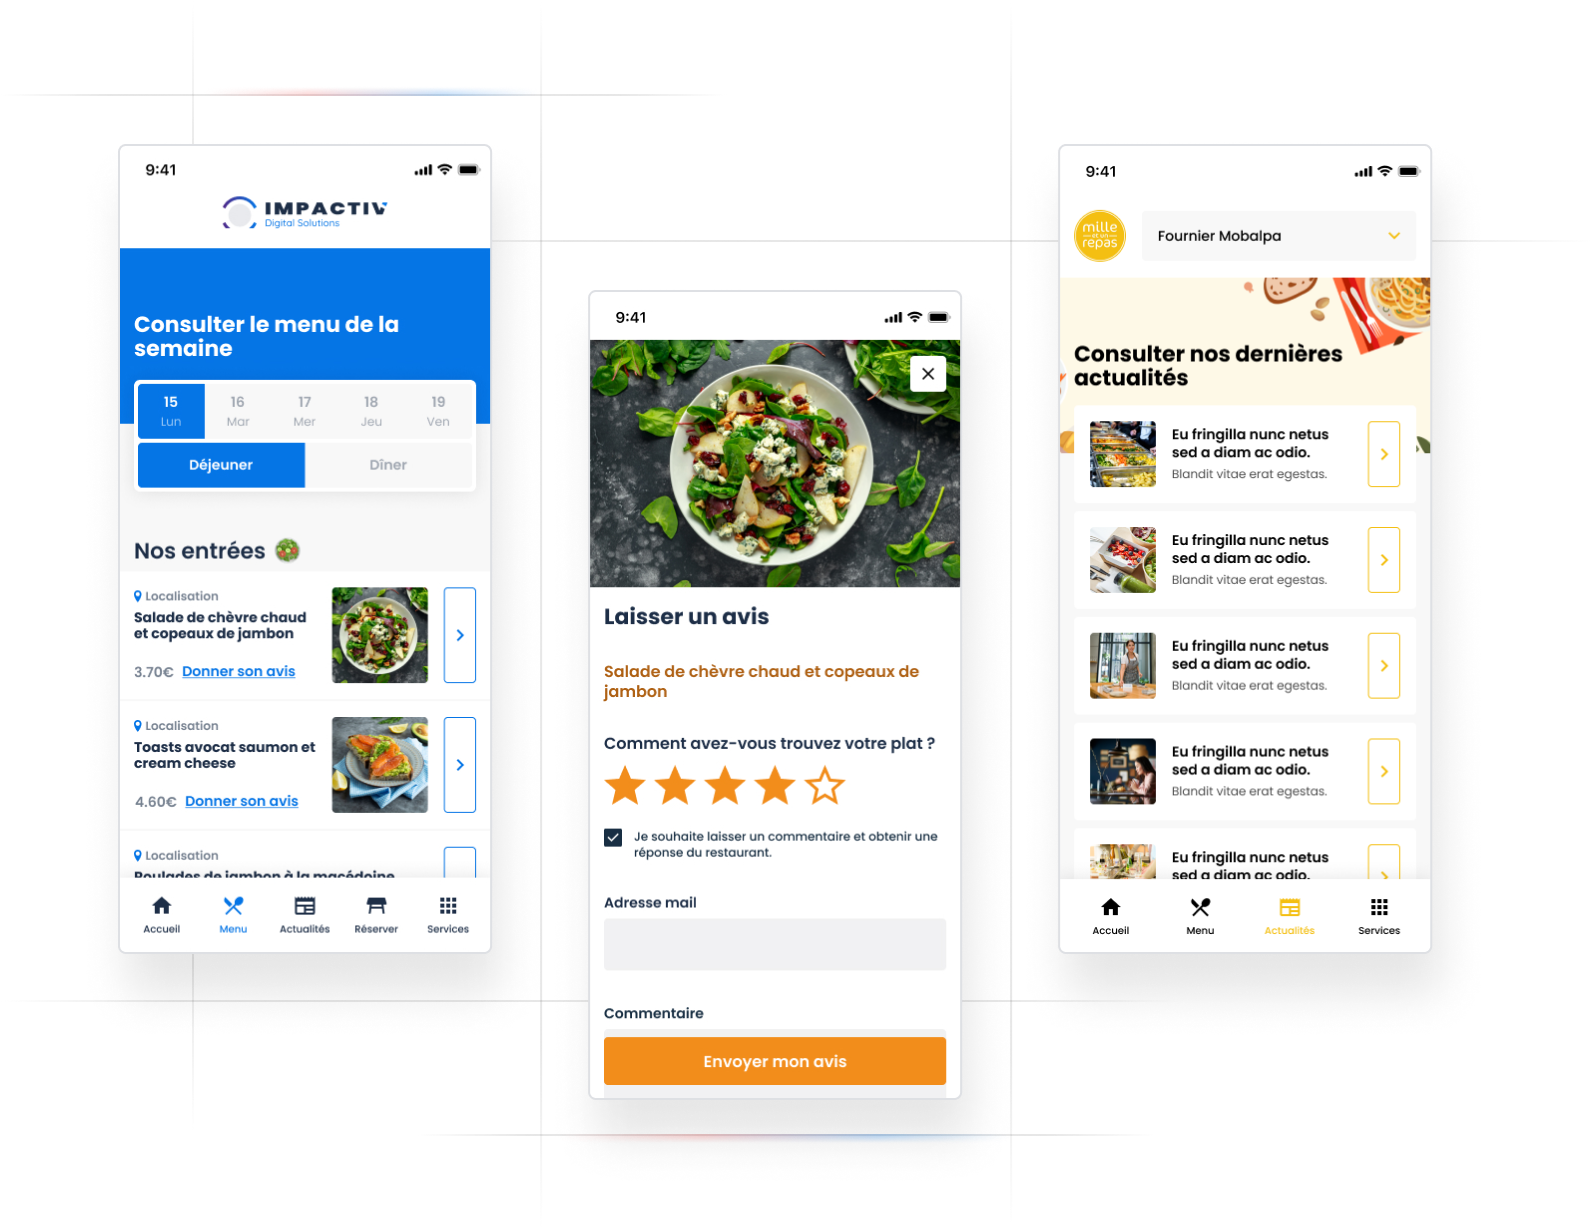 9:41
IMPACTIV
Digital Solutions
Consulter le menu de la
semaine
15 16 17 18 19
Lun Mar Mer Jeu Ven
Déjeuner Dîner
Nos entrées
Localisation
Salade de chèvre chaud
et copeaux de jambon
3.70€ Donner son avis
Localisation
Toasts avocat saumon et
cream cheese
4.60€ Donner son avis
Localisation
Roulades de jambon à la macédoine
Accueil Menu Actualités Réserver Services
9:41
Laisser un avis
Salade de chèvre chaud et copeaux de
jambon
Comment avez-vous trouvez votre plat ?
Je souhaite laisser un commentaire et obtenir une
réponse du restaurant.
Adresse mail
Commentaire
Envoyer mon avis
9:41
mille
et un
repas
Fournier Mobalpa
Consulter nos dernières
actualités
Eu fringilla nunc netus
sed a diam ac odio.
Blandit vitae erat egestas.
Eu fringilla nunc netus
sed a diam ac odio.
Blandit vitae erat egestas.
Eu fringilla nunc netus
sed a diam ac odio.
Blandit vitae erat egestas.
Eu fringilla nunc netus
sed a diam ac odio.
Blandit vitae erat egestas.
Eu fringilla nunc netus
sed a diam ac odio.
Accueil Menu Actualités Services